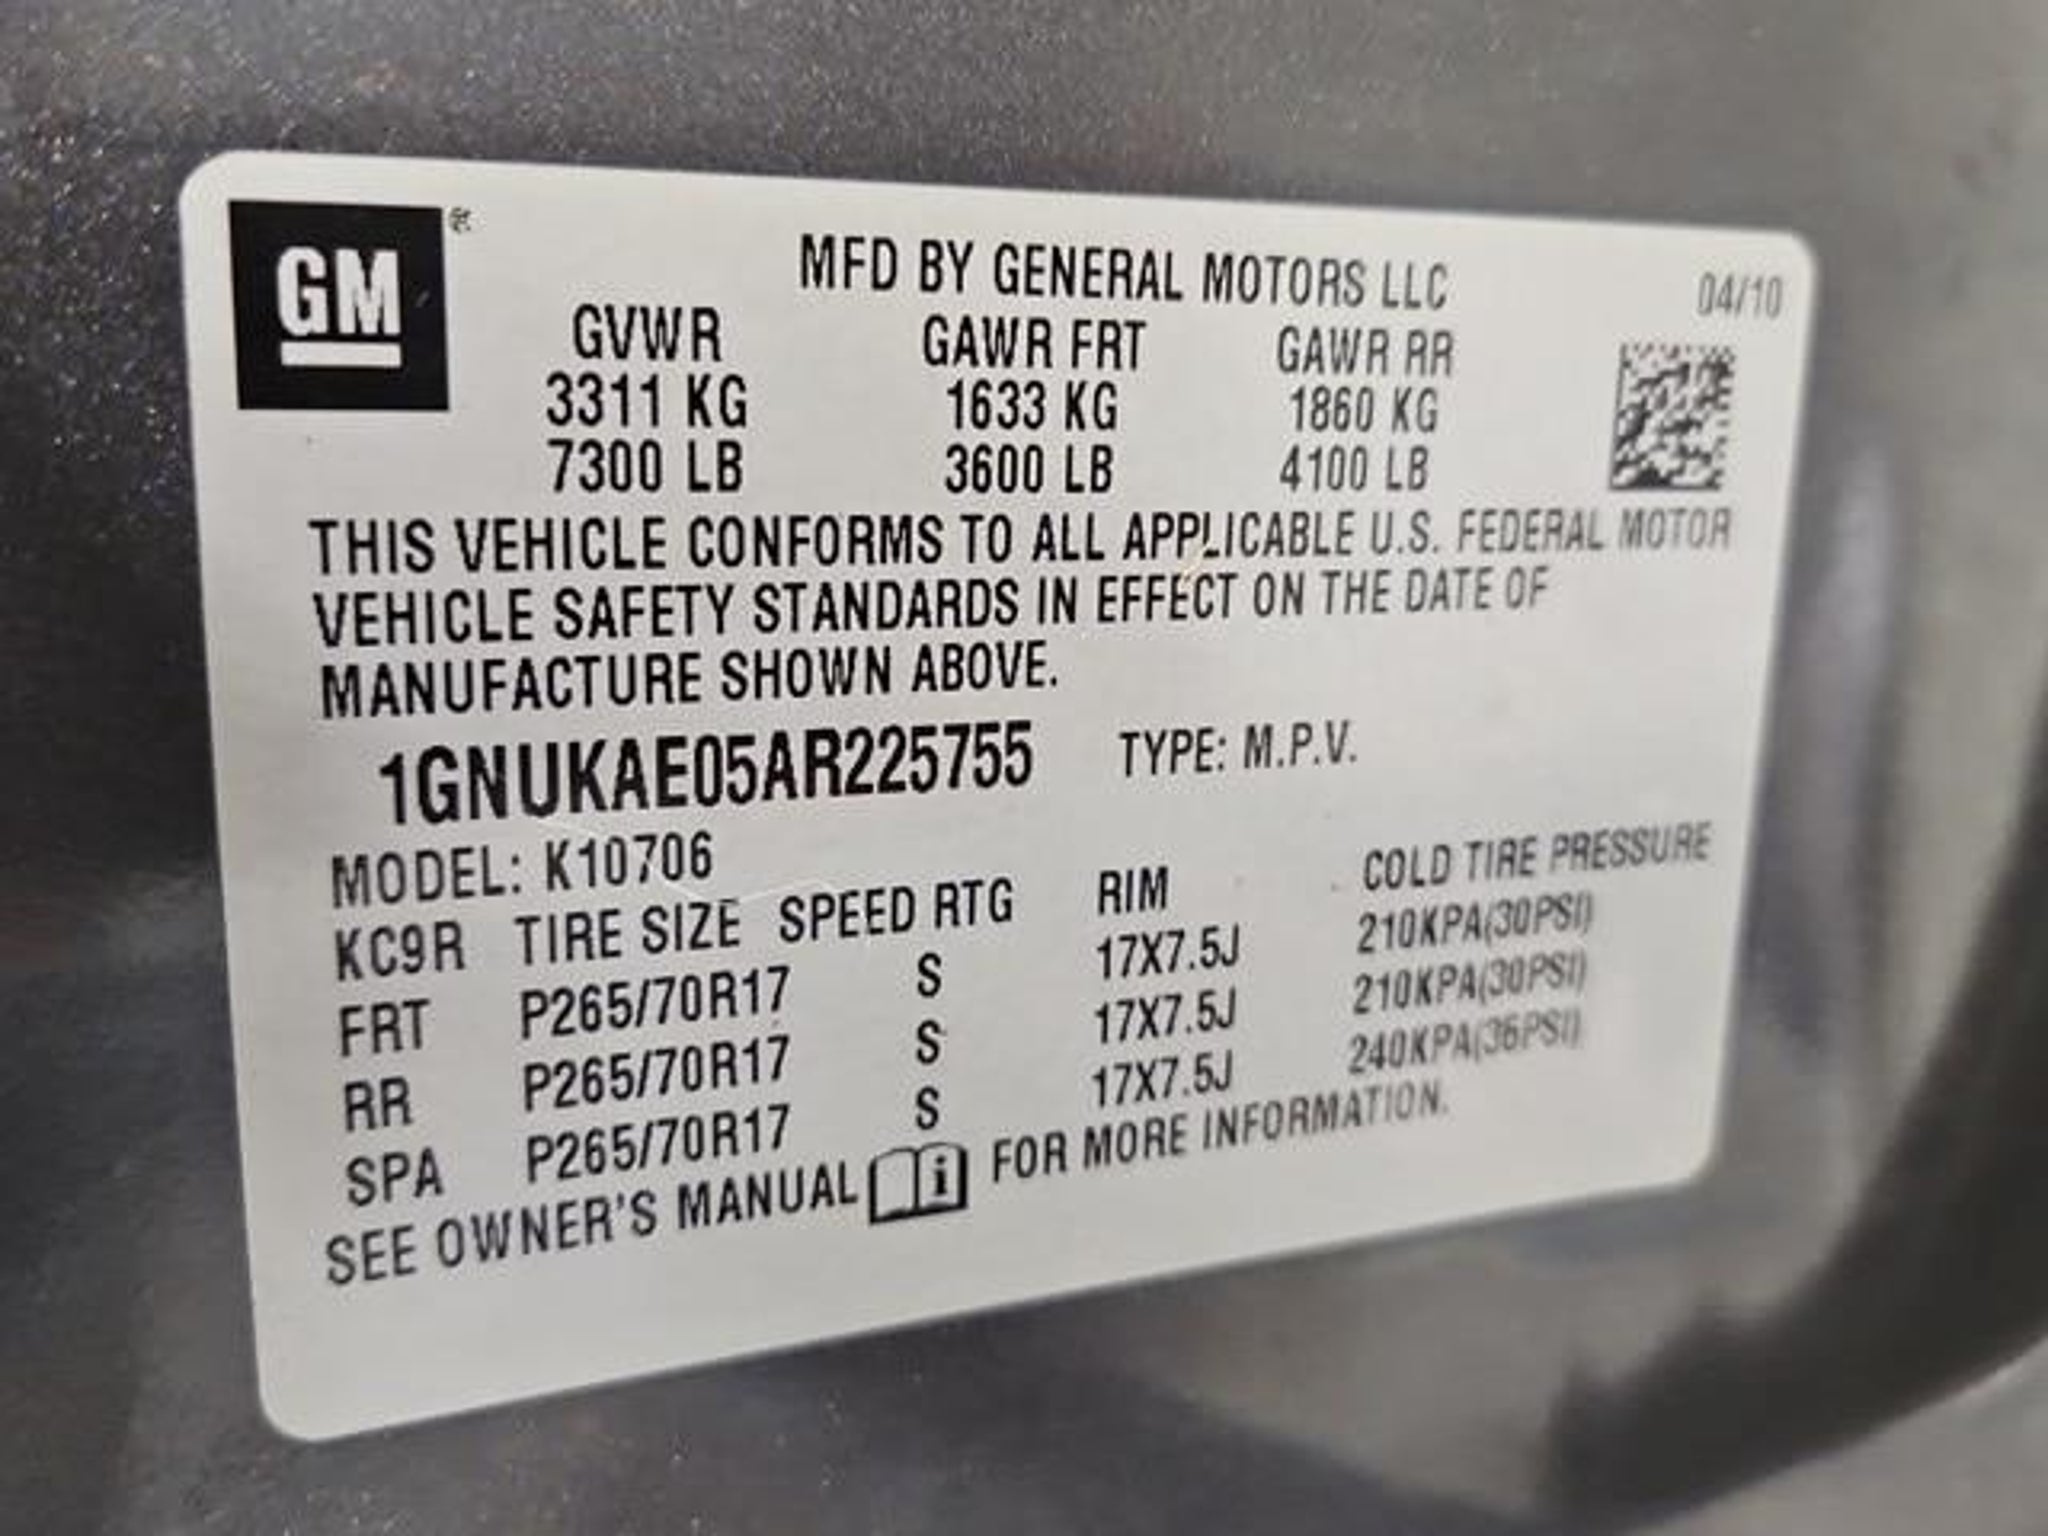 GM ®
MFD BY GENERAL MOTORS LLC 04/10
GVWR GAWR FRT GAWR RR
3311 KG 1633 KG 1860 KG
7300 LB 3600 LB 4100 LB
THIS VEHICLE CONFORMS TO ALL APPLICABLE U.S. FEDERAL MOTOR
VEHICLE SAFETY STANDARDS IN EFFECT ON THE DATE OF
MANUFACTURE SHOWN ABOVE.
1GNUKAE05AR225755 TYPE: M.P.V.
MODEL: K10706
KC9R TIRE SIZE SPEED RTG RIM COLD TIRE PRESSURE
FRT P265/70R17 S 17X7.5J 210KPA(30PSI)
RR P265/70R17 S 17X7.5J 210KPA(30PSI)
SPA P265/70R17 S 17X7.5J 240KPA(35PSI)
SEE OWNER'S MANUAL i FOR MORE INFORMATION.